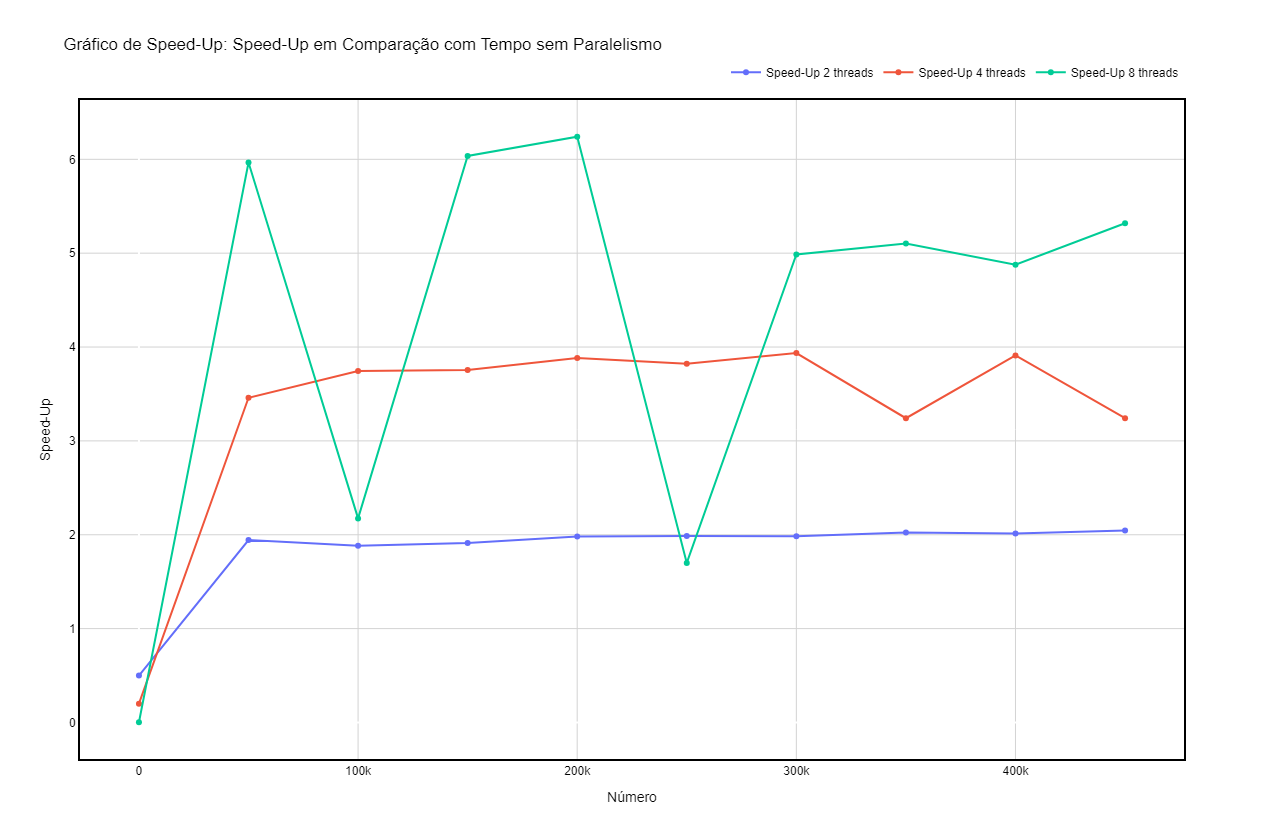 Gráfico de Speed-Up: Speed-Up em Comparação com Tempo sem Paralelismo
Speed-Up 2 threads Speed-Up 4 threads Speed-Up 8 threads
6
5
4
3
2
1
0
Speed-Up
0 100k 200k 300k 400k
Número